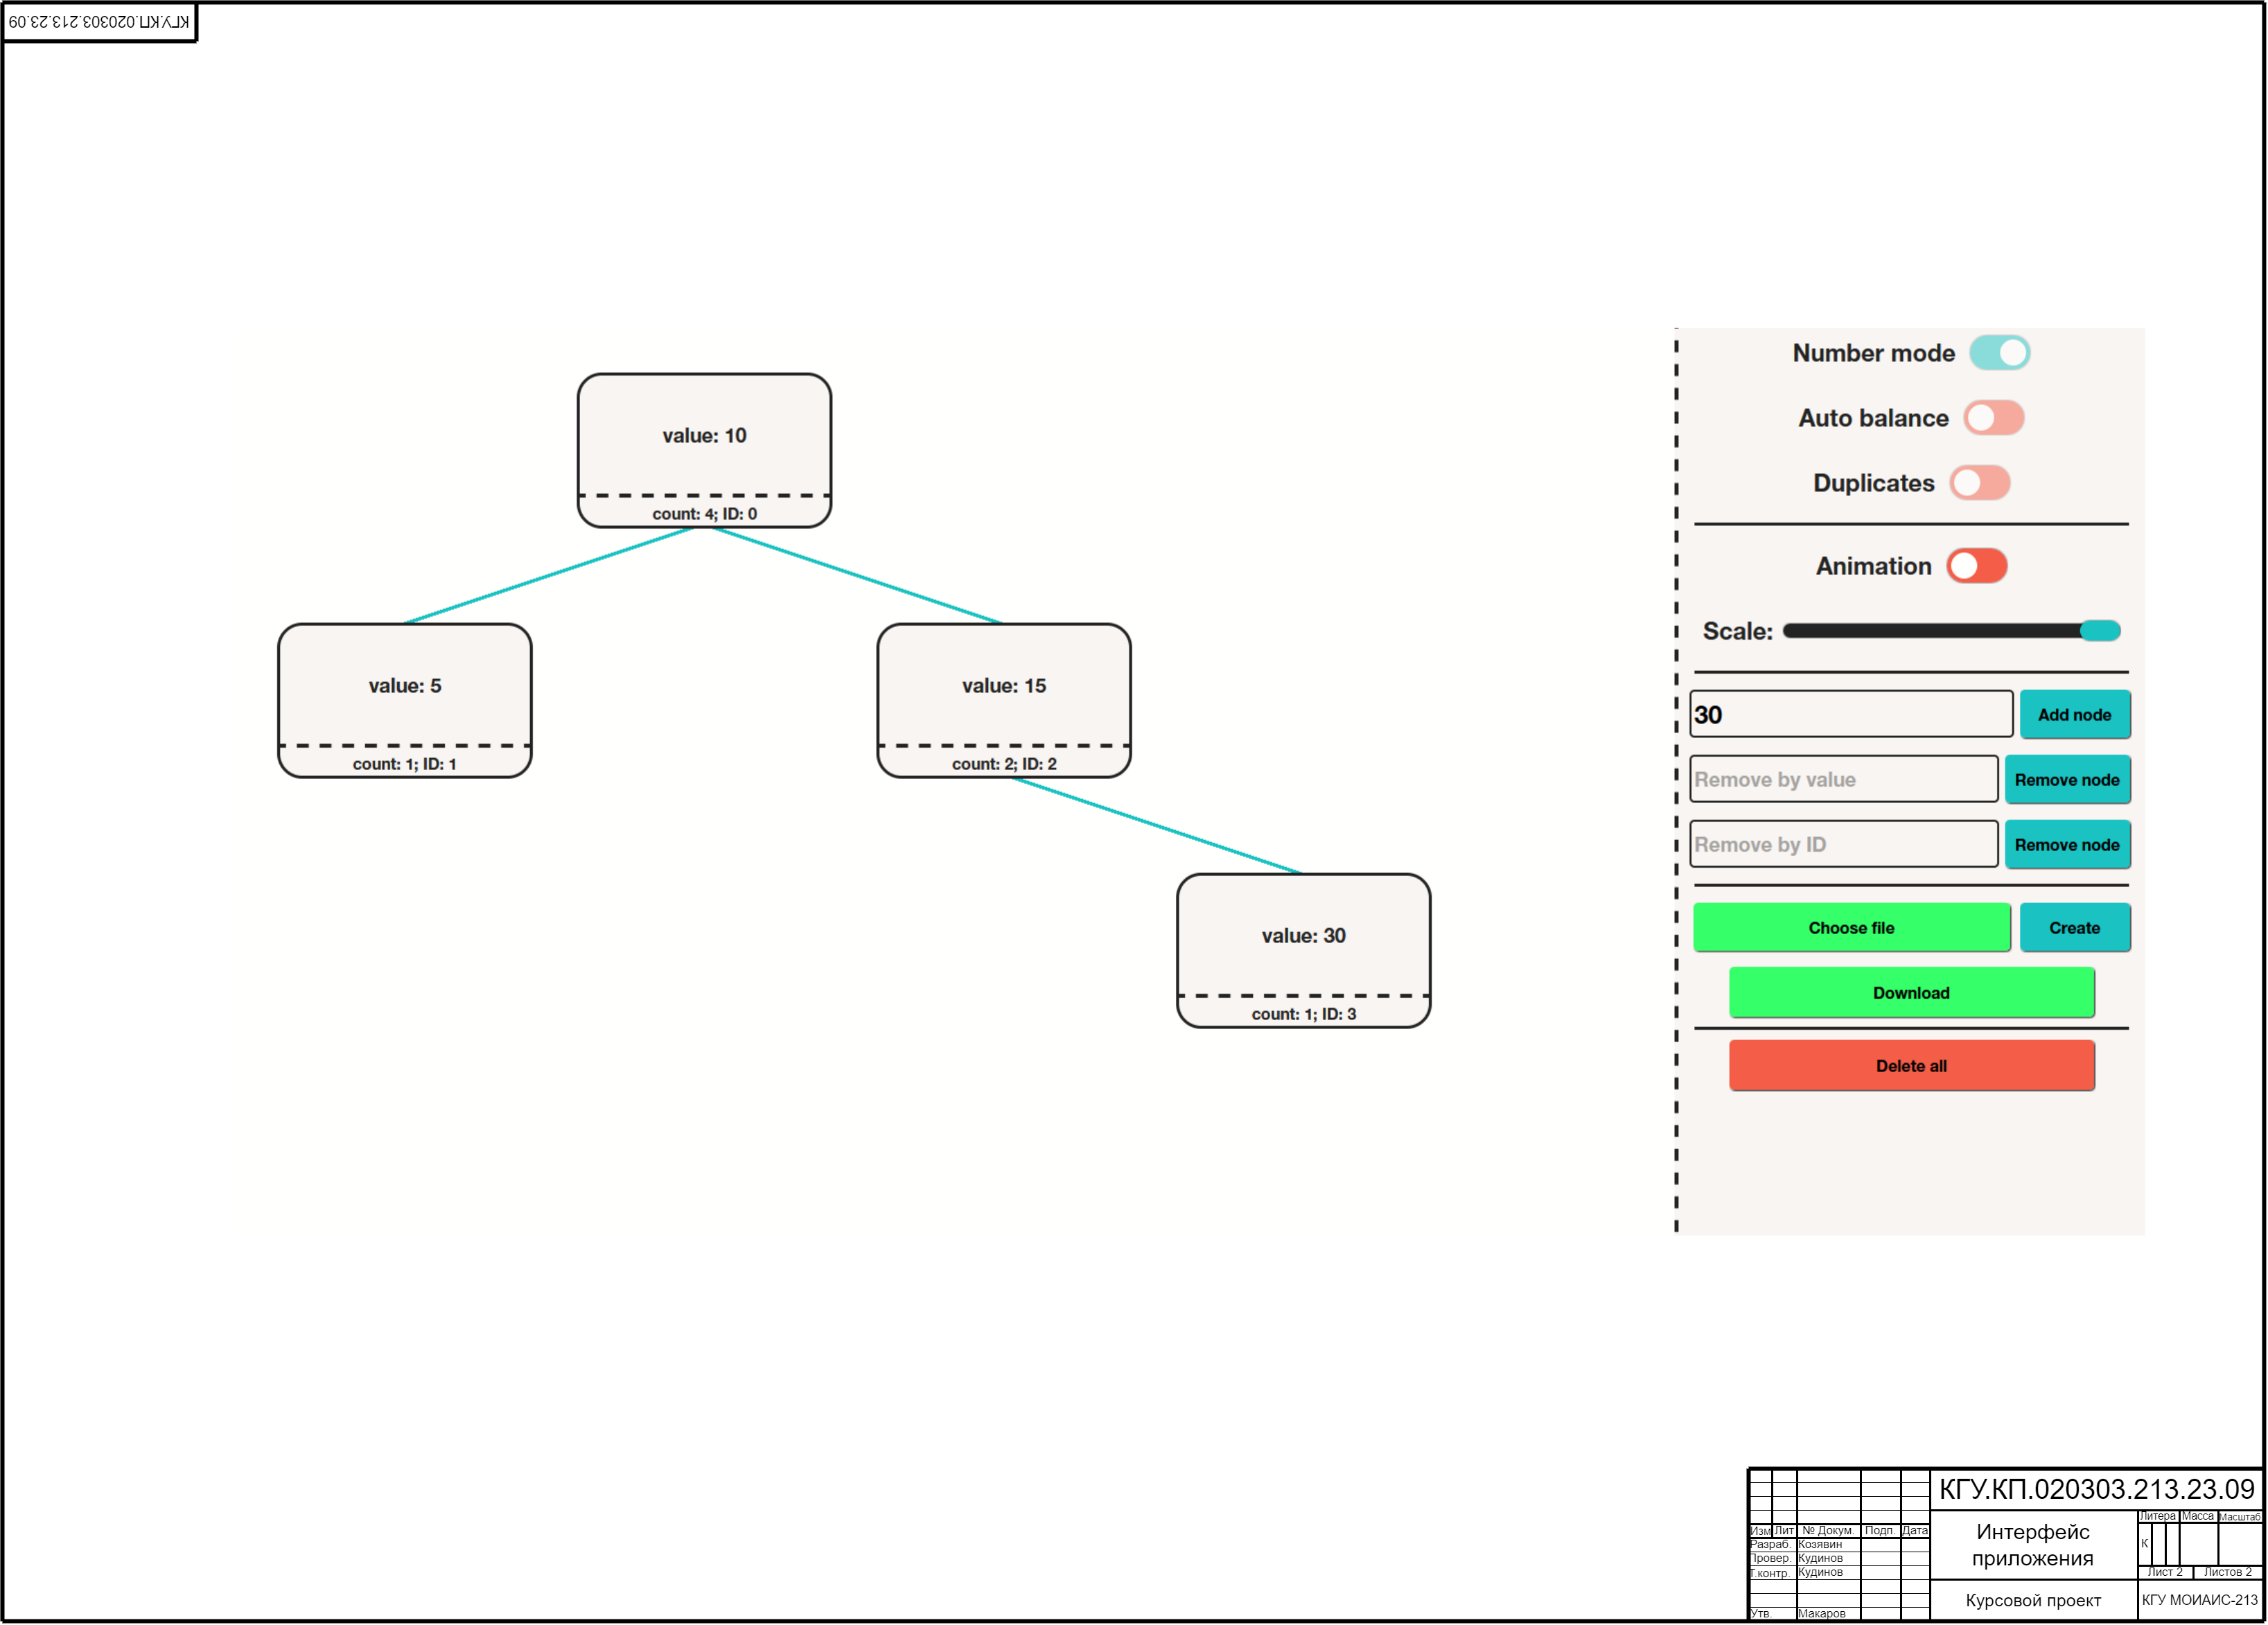 КГУ.КП.020303.213.23.09
value: 10
count: 4; ID: 0
value: 5
count: 1; ID: 1
value: 15
count: 2; ID: 2
value: 30
count: 1; ID: 3
Number mode
Auto balance
Duplicates
Animation
Scale:
30
Add node
Remove by value
Remove node
Remove by ID
Remove node
Choose file
Create
Download
Delete all
КГУ.КП.020303.213.23.09
Изм Лит № Докум. Подп. Дата
Разраб. Козявин
Провер. Кудинов
Т.контр. Кудинов
Утв. Макаров
Интерфейс
приложения
Литера Масса Масштаб
К
Лист 2 Листов 2
Курсовой проект
КГУ МОИАИС-213